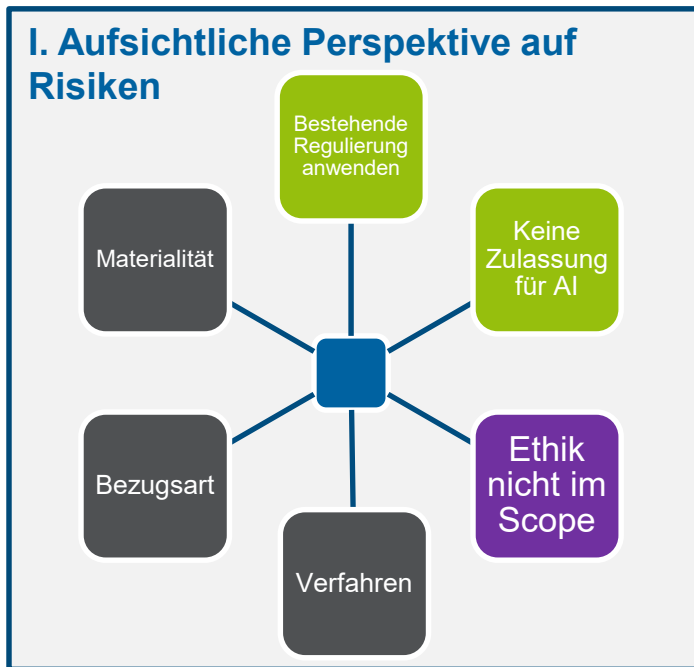 I. Aufsichtliche Perspektive auf
Risiken
Bestehende
Regulierung
anwenden
Materialität
Keine
Zulassung
für AI
Bezugsart
Ethik
nicht im
Scope
Verfahren